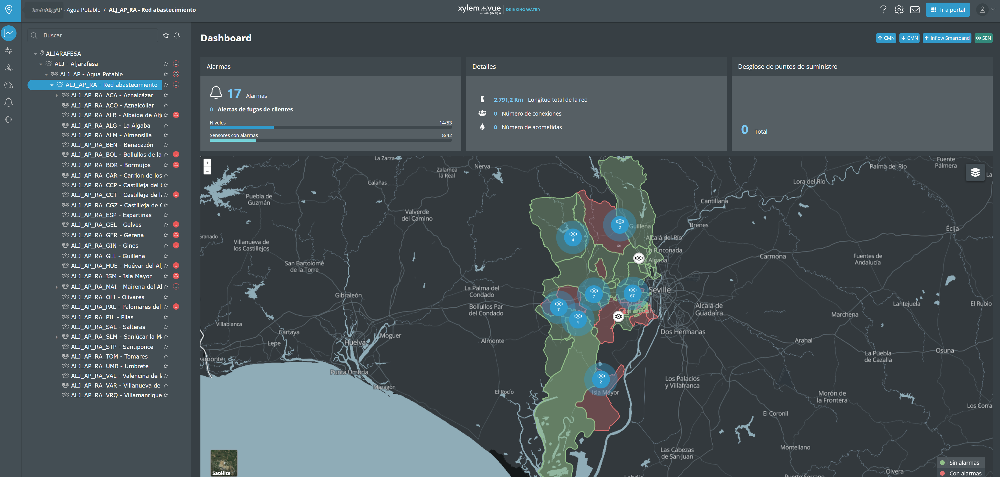 ALJ_AP - Agua Potable / ALJ_AP_RA - Red abastecimiento
xylem vue
powered by go·aigua
DRINKING WATER
Ir a portal
Buscar
ALJARAFESA
ALJ - Aljarafesa
ALJ_AP - Agua Potable
ALJ_AP_RA - Red abastecimiento
ALJ_AP_RA_ACA - Aznalcázar
ALJ_AP_RA_ACO - Aznalcóllar
ALJ_AP_RA_ALB - Albaida de Alj
ALJ_AP_RA_ALG - La Algaba
ALJ_AP_RA_ALM - Almensilla
ALJ_AP_RA_BEN - Benacazón
ALJ_AP_RA_BOL - Bollullos de la
ALJ_AP_RA_BOR - Bormujos
ALJ_AP_RA_CAR - Carrión de los
ALJ_AP_RA_CCP - Castilleja del
ALJ_AP_RA_CCT - Castilleja de la
ALJ_AP_RA_CGZ - Castilleja de
ALJ_AP_RA_ESP - Espartinas
ALJ_AP_RA_GEL - Gelves
ALJ_AP_RA_GER - Gerena
ALJ_AP_RA_GIN - Gines
ALJ_AP_RA_GLL - Guillena
ALJ_AP_RA_HUE - Huévar del Alj
ALJ_AP_RA_ISM - Isla Mayor
ALJ_AP_RA_MAI - Mairena del Al
ALJ_AP_RA_OLI - Olivares
ALJ_AP_RA_PAL - Palomares del
ALJ_AP_RA_PIL - Pilas
ALJ_AP_RA_SAL - Salteras
ALJ_AP_RA_SLM - Sanlúcar la Ma
ALJ_AP_RA_STP - Santiponce
ALJ_AP_RA_TOM - Tomares
ALJ_AP_RA_UMB - Umbrete
ALJ_AP_RA_VAL - Valencina de la
ALJ_AP_RA_VAR - Villanueva de
ALJ_AP_RA_VRQ - Villamanrique
Dashboard
CMN
CMN
Inflow Smartband
SEN
Alarmas
17 Alarmas
0 Alertas de fugas de clientes
Niveles 14/53
Sensores con alarmas 8/42
Detalles
2.791,2 Km Longitud total de la red
0 Número de conexiones
0 Número de acometidas
Desglose de puntos de suministro
0 Total
+
-
La Zarza
Zalamea
la Real
Nerva
Calañas
Puebla de
Guzmán
Valverde
del Camino
Granado
Villanueva de
los Castillejos
San Bartolomé
de la Torre
Gibraleón
La Palma del
Condado
Bollullos Par
del Condado
Villablanca
Cartaya
Lepe
Moguer
Huelva
Almonte
Punta Umbría
Mazagón
El Rocío
Fuente
Palmera
Palma del Río
La
Lora del Río
Cantillana
Brenes
Écija
Guillena
Alcalá del Río
La Rinconada
Algaba
Carmona
Fuentes de
Andalucía
Seville
Lantejuela
El Rubio
Alcalá de
Guadaíra
Marchena
Dos Hermanas
Arahal
Osuna
La Puebla
de Cazalla
Los Palacios
y Villafranca
Isla Mayor
Morón de
la Frontera
Los Corra
El Coronil
Montellano
Las Cabezas
de San Juan
Olvera
2
4
7
67
7
4
2
Satélite
Sin alarmas
Con alarmas